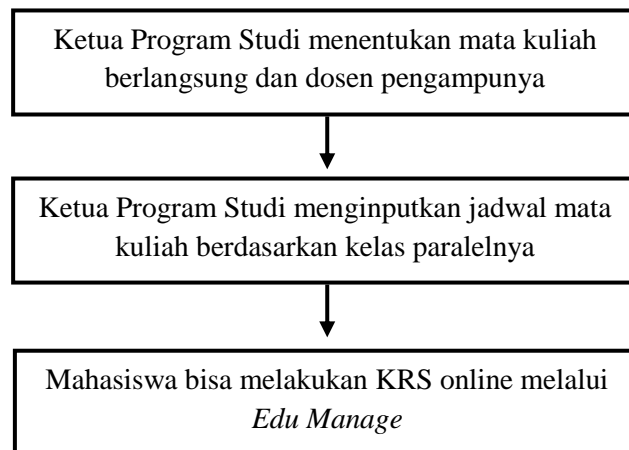 Ketua Program Studi menentukan mata kuliah
berlangsung dan dosen pengampunya
Ketua Program Studi menginputkan jadwal mata
kuliah berdasarkan kelas paralelnya
Mahasiswa bisa melakukan KRS online melalui
Edu Manage